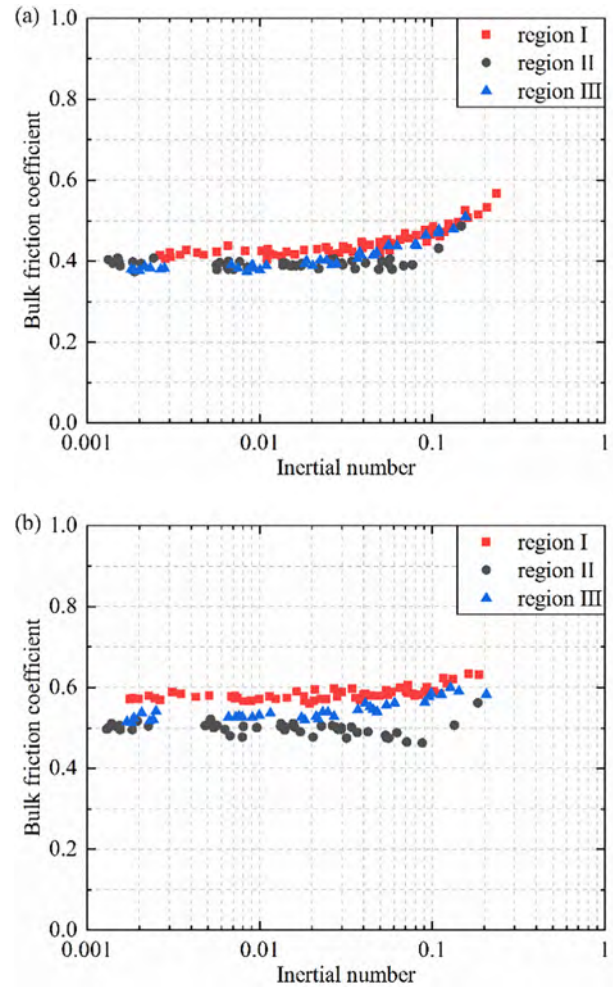 (a)
1.0
0.8
0.6
0.4
0.2
0.0
Bulk friction coefficient
region I
region II
region III
0.001
0.01
0.1
1
Inertial number
(b)
1.0
0.8
0.6
0.4
0.2
0.0
Bulk friction coefficient
region I
region II
region III
0.001
0.01
0.1
1
Inertial number